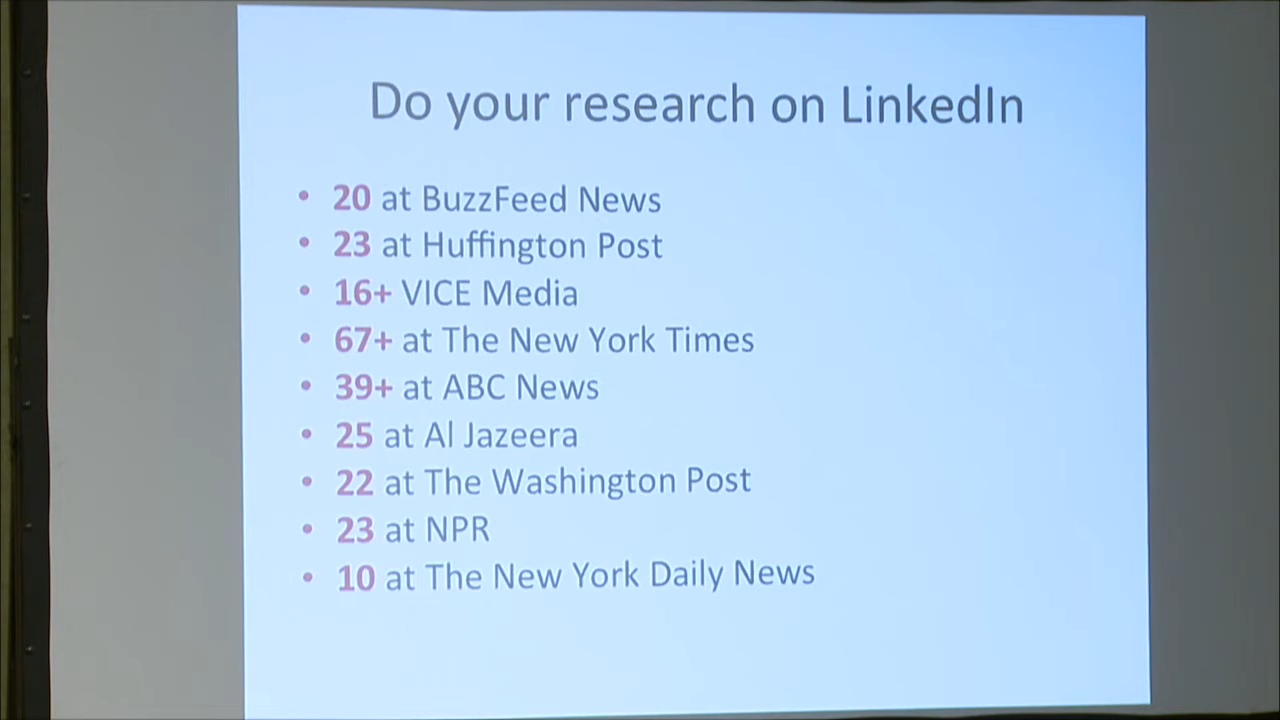 Do your research on LinkedIn
• 20 at BuzzFeed News
• 23 at Huffington Post
• 16+ VICE Media
• 67+ at The New York Times
• 39+ at ABC News
• 25 at Al Jazeera
• 22 at The Washington Post
• 23 at NPR
• 10 at The New York Daily News